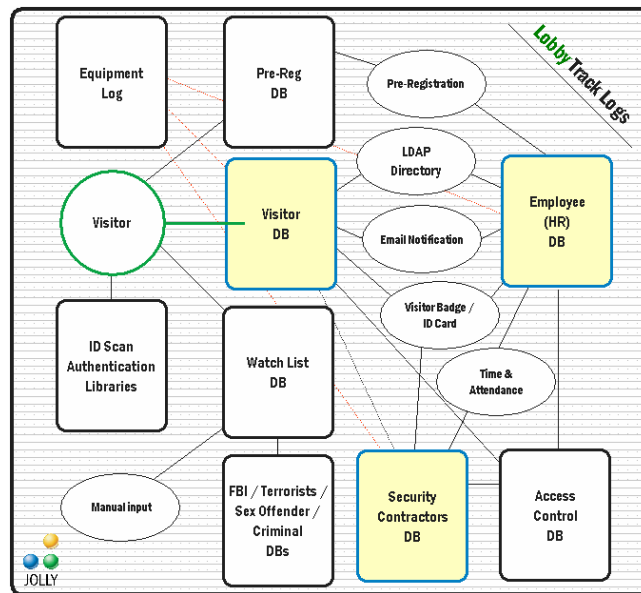 Equipment
Log
Pre-Reg
DB
Pre-Registration
Lobby Track Logs
LDAP
Directory
Visitor
Visitor
DB
Employee
(HR)
DB
Email Notification
Visitor Badge /
ID Card
ID Scan
Authentication
Libraries
Watch List
DB
Time &
Attendance
Manual input
FBI / Terrorists /
Sex Offender /
Criminal
DBs
Security
Contractors
DB
Access
Control
DB
JOLLY